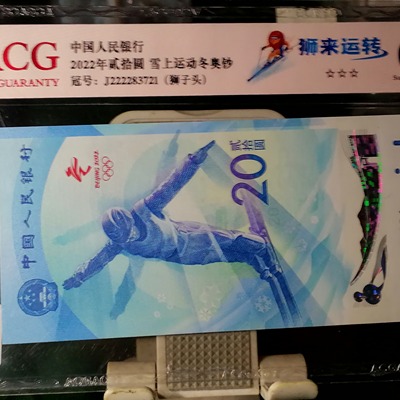 CG
GUARANTY
中国人民银行
2022年贰拾圆 雪上运动冬奥钞
冠号：J222283721（狮子头）
狮来运转
☆☆☆
中国人民银行
BEIJING 2022
贰拾圆
20